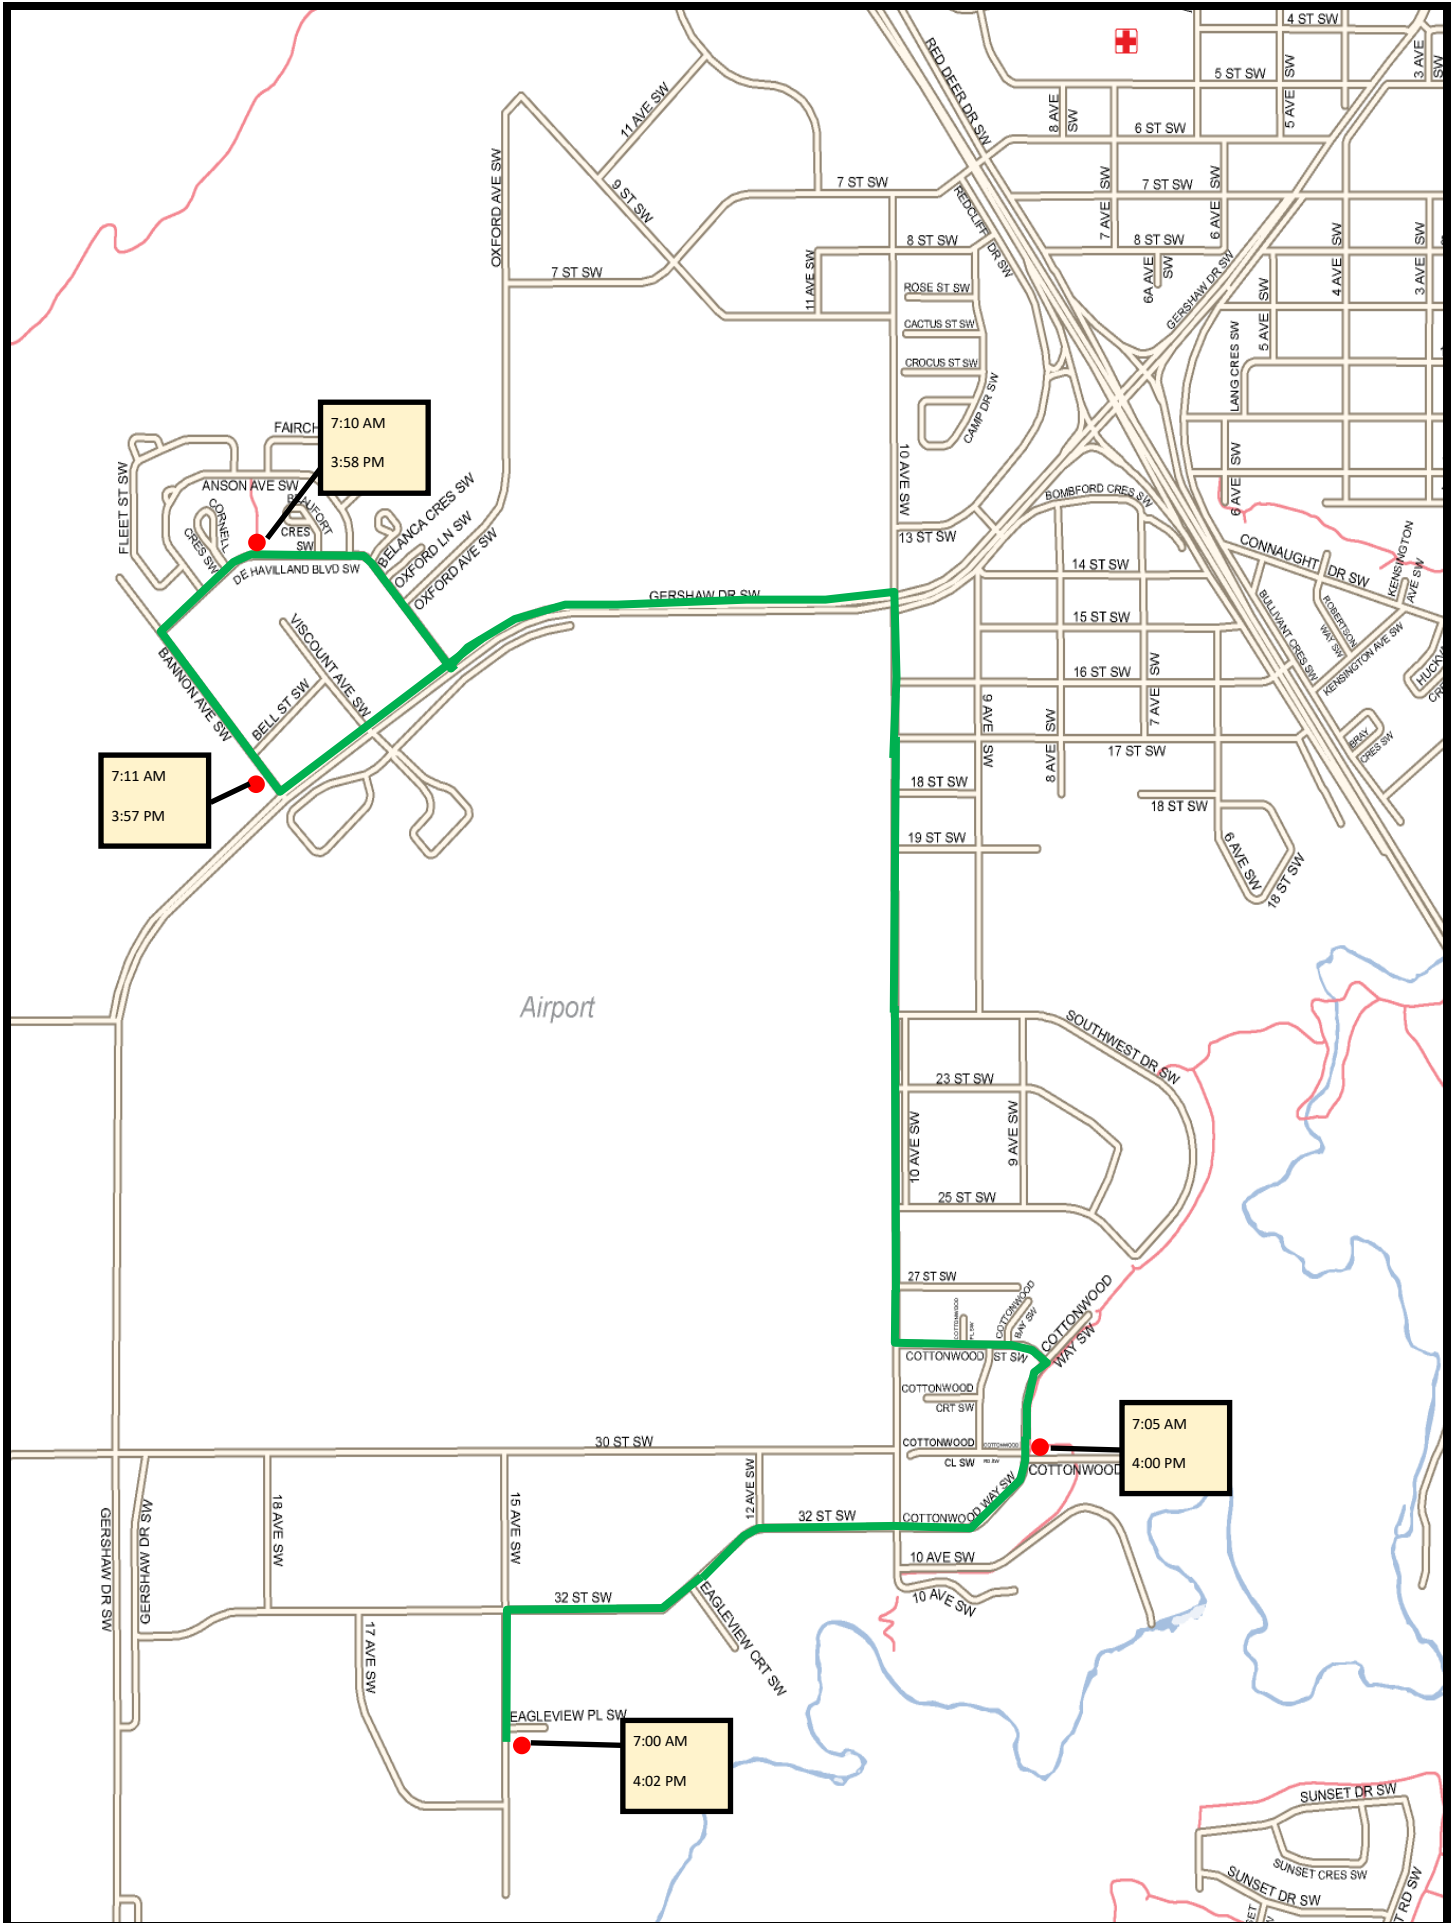 4 ST SW
3 AVE
SW
5 ST SW
5 AVE
SW
RED DEER DR SW
8 AVE
SW
6 ST SW
11 AVE SW
OXFORD AVE SW
9 ST SW
7 ST SW
REDCLIFF DR SW
7 AVE SW
7 ST SW
6 AVE SW
8 ST SW
8 ST SW
6A AVE
SW
4 AVE SW
3 AVE SW
7 ST SW
11 AVE SW
ROSE ST SW
GERSHAW DR SW
5 AVE SW
CACTUS ST SW
LANG CRES SW
CROCUS ST SW
CAMP DR SW
7:10 AM
3:58 PM
FAIRCH
FLEET ST SW
ANSON AVE SW
BEAUFORT
CRES
SW
CORNELL
CRES SW
BELANCA CRES SW
OXFORD LN SW
OXFORD AVE SW
DE HAVILLAND BLVD SW
10 AVE SW
13 ST SW
BOMBFORD CRES SW
6 AVE SW
CONNAUGHT DR SW
KENSINGTON
AVE SW
14 ST SW
GERSHAW DR SW
BULLIVANT CRES SW
ROBERTSON
WAY SW
KENSINGTON AVE SW
15 ST SW
VISCOUNT AVE SW
BANNON AVE SW
BELL ST SW
16 ST SW
7 AVE SW
9 AVE SW
8 AVE SW
17 ST SW
BRAY
CRES SW
7:11 AM
3:57 PM
18 ST SW
18 ST SW
19 ST SW
6 AVE SW
18 ST SW
Airport
SOUTHWEST DR SW
23 ST SW
10 AVE SW
9 AVE SW
25 ST SW
27 ST SW
COTTONWOOD
PL SW
COTTONWOOD
BAY SW
COTTONWOOD
WAY SW
COTTONWOOD ST SW
COTTONWOOD
CRT SW
7:05 AM
4:00 PM
30 ST SW
COTTONWOOD
CL SW
COTTONWOOD
RD SW
COTTONWOOD
12 AVE SW
COTTONWOOD WAY SW
32 ST SW
GERSHAW DR SW
GERSHAW DR SW
18 AVE SW
15 AVE SW
10 AVE SW
10 AVE SW
32 ST SW
EAGLEVIEW CRT SW
17 AVE SW
EAGLEVIEW PL SW
7:00 AM
4:02 PM
SUNSET DR SW
SUNSET CRES SW
SUNSET DR SW
T RD SW